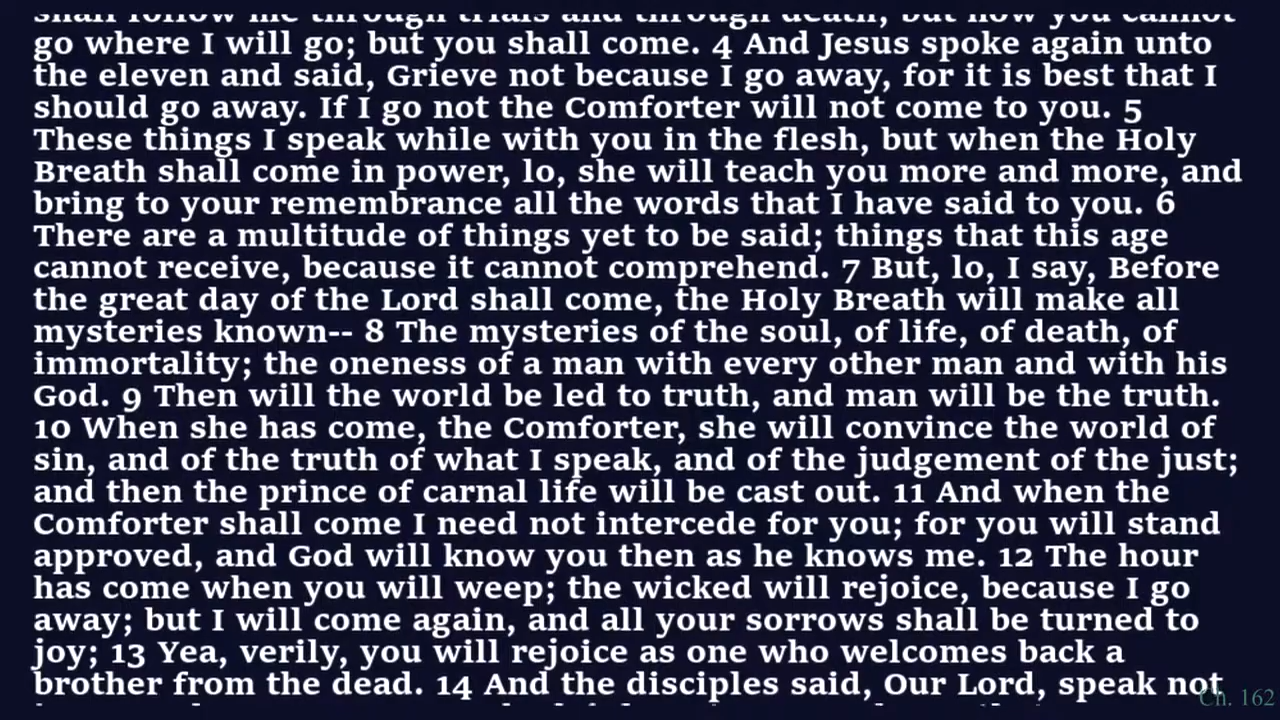 shall follow me through trials and through death, but now you cannot
go where I will go; but you shall come. 4 And Jesus spoke again unto
the eleven and said, Grieve not because I go away, for it is best that I
should go away. If I go not the Comforter will not come to you. 5
These things I speak while with you in the flesh, but when the Holy
Breath shall come in power, lo, she will teach you more and more, and
bring to your remembrance all the words that I have said to you. 6
There are a multitude of things yet to be said; things that this age
cannot receive, because it cannot comprehend. 7 But, lo, I say, Before
the great day of the Lord shall come, the Holy Breath will make all
mysteries known-- 8 The mysteries of the soul, of life, of death, of
immortality; the oneness of a man with every other man and with his
God. 9 Then will the world be led to truth, and man will be the truth.
10 When she has come, the Comforter, she will convince the world of
sin, and of the truth of what I speak, and of the judgement of the just;
and then the prince of carnal life will be cast out. 11 And when the
Comforter shall come I need not intercede for you; for you will stand
approved, and God will know you then as he knows me. 12 The hour
has come when you will weep; the wicked will rejoice, because I go
away; but I will come again, and all your sorrows shall be turned to
joy; 13 Yea, verily, you will rejoice as one who welcomes back a
brother from the dead. 14 And the disciples said, Our Lord, speak not
Ch. 162